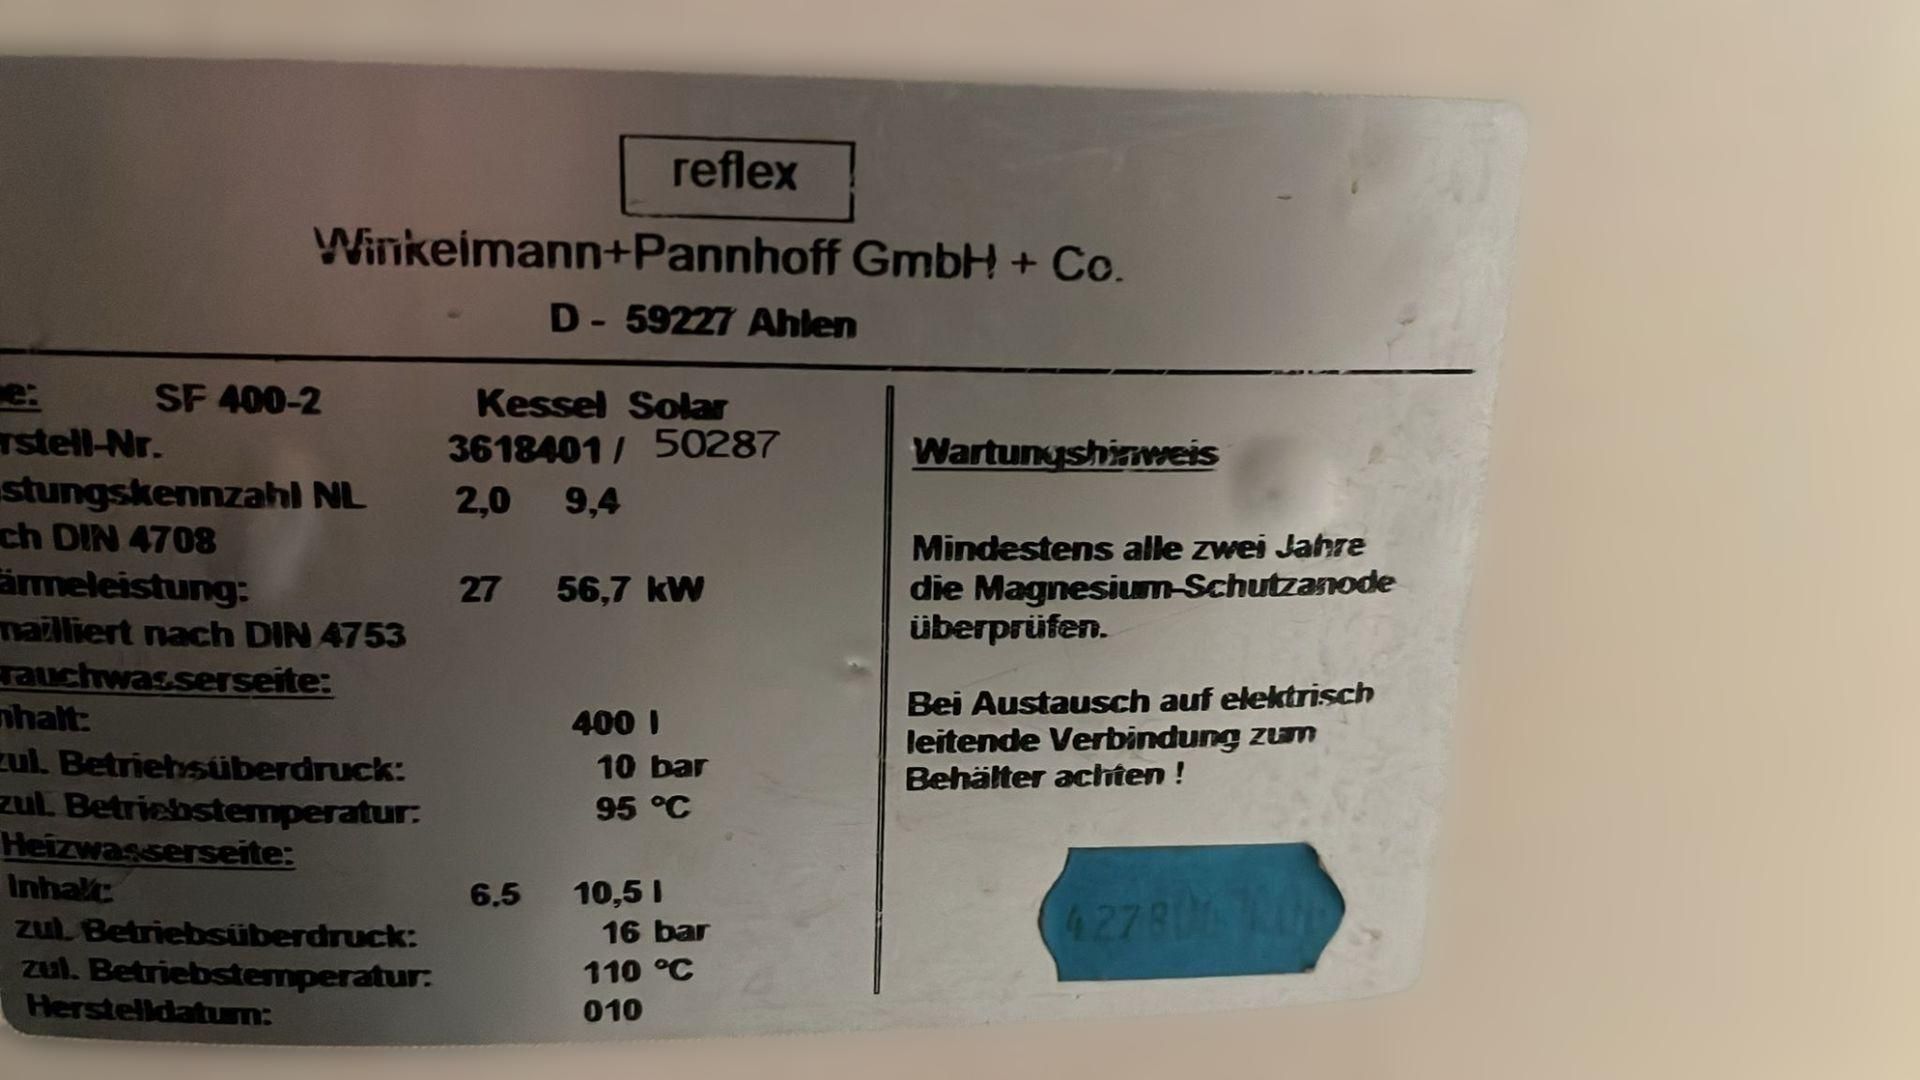 reflex
Winkelmann+Pannhoff GmbH + Co.
D - 59227 Ahlen
e: SF 400-2 Kessel Solar
rstell-Nr. 3618401 / 50287
stungskennzahl NL 2,0 9,4
ch DIN 4708
ärmeleistung: 27 56,7 kW
mailliert nach DIN 4753
rauchwasserseite:
nhalt: 400 l
zul. Betriebsüberdruck: 10 bar
zul. Betriebstemperatur: 95 °C
Heizwasserseite:
Inhalt: 6.5 10,5 l
zul. Betriebsüberdruck: 16 bar
zul. Betriebstemperatur: 110 °C
Herstelldatum: 010
Wartungshinweis
Mindestens alle zwei Jahre
die Magnesium-Schutzanode
überprüfen.
Bei Austausch auf elektrisch
leitende Verbindung zum
Behälter achten !